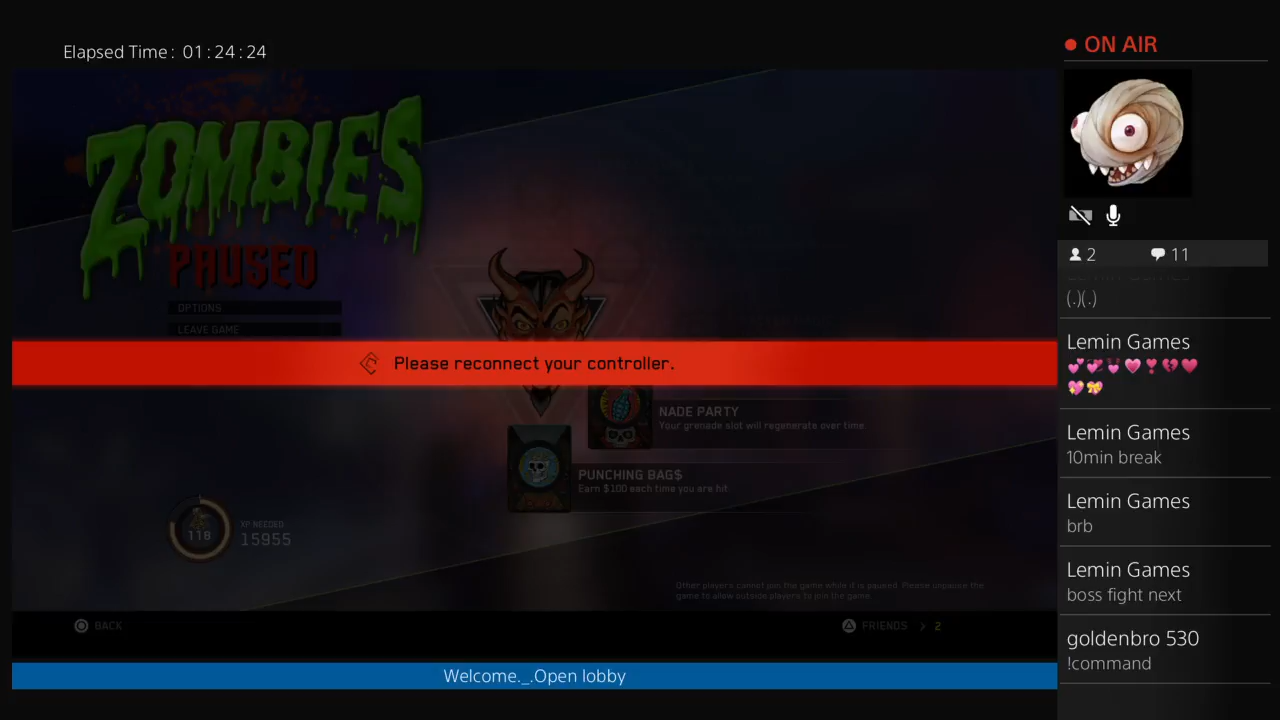 Elapsed Time: 01:24:24
ON AIR
ZOMBIES
PAUSED
OPTIONS
LEAVE GAME
Please reconnect your controller.
NADE PARTY
Your grenade slot will regenerate over time.
PUNCHING BAGS
Earn $100 each time you are hit.
118
XP NEEDED
15955
Other players cannot join the game while it is paused. Please unpause the
game to allow outside players to join the game.
BACK
FRIENDS > 2
Welcome._.Open lobby
2
11
(.)(.)
Lemin Games
💕💞💘💗❣💔♥
💖💝
Lemin Games
10min break
Lemin Games
brb
Lemin Games
boss fight next
goldenbro 530
!command